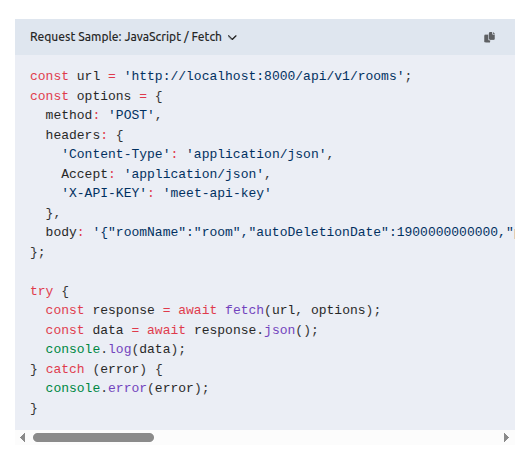 Request Sample: JavaScript / Fetch
const url = 'http://localhost:8000/api/v1/rooms';
const options = {
  method: 'POST',
  headers: {
    'Content-Type': 'application/json',
    Accept: 'application/json',
    'X-API-KEY': 'meet-api-key'
  },
  body: '{"roomName":"room","autoDeletionDate":1900000000000,"
};

try {
  const response = await fetch(url, options);
  const data = await response.json();
  console.log(data);
} catch (error) {
  console.error(error);
}